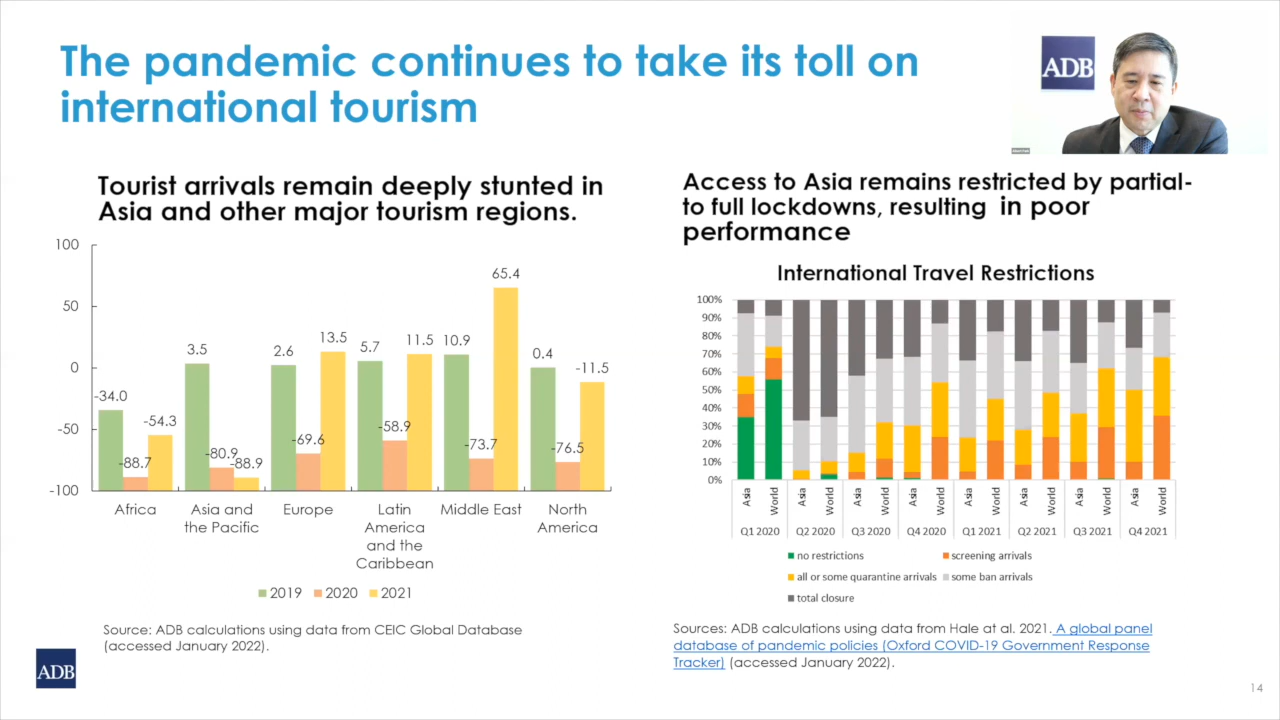 The pandemic continues to take its toll on
international tourism
ADB
Tourist arrivals remain deeply stunted in
Asia and other major tourism regions.
100
50
0
-50
-100
-34.0
-88.7
-54.3
3.5
-80.9
-88.9
2.6
-69.6
13.5
5.7
-58.9
11.5
10.9
-73.7
65.4
0.4
-76.5
-11.5
Africa
Asia and
the Pacific
Europe
Latin
America
and the
Caribbean
Middle East
North
America
2019 2020 2021
Source: ADB calculations using data from CEIC Global Database
(accessed January 2022).
Access to Asia remains restricted by partial-
to full lockdowns, resulting in poor
performance
International Travel Restrictions
100%
90%
80%
70%
60%
50%
40%
30%
20%
10%
0%
Asia World Asia World Asia World Asia World Asia World Asia World Asia World Asia World
Q1 2020 Q2 2020 Q3 2020 Q4 2020 Q1 2021 Q2 2021 Q3 2021 Q4 2021
no restrictions screening arrivals
all or some quarantine arrivals some ban arrivals
total closure
Sources: ADB calculations using data from Hale at al. 2021. A global panel
database of pandemic policies (Oxford COVID-19 Government Response
Tracker) (accessed January 2022).
ADB
14